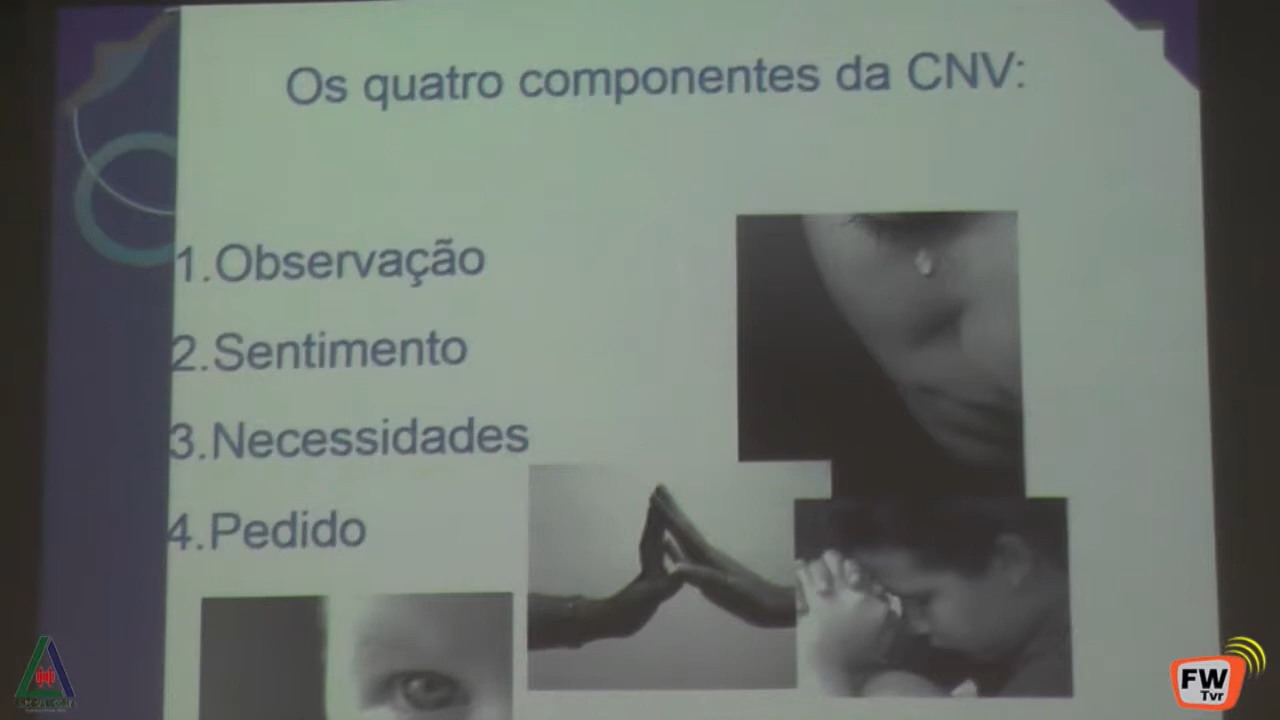 Os quatro componentes da CNV:
1.Observação
2.Sentimento
3.Necessidades
4.Pedido
FW
Tvr